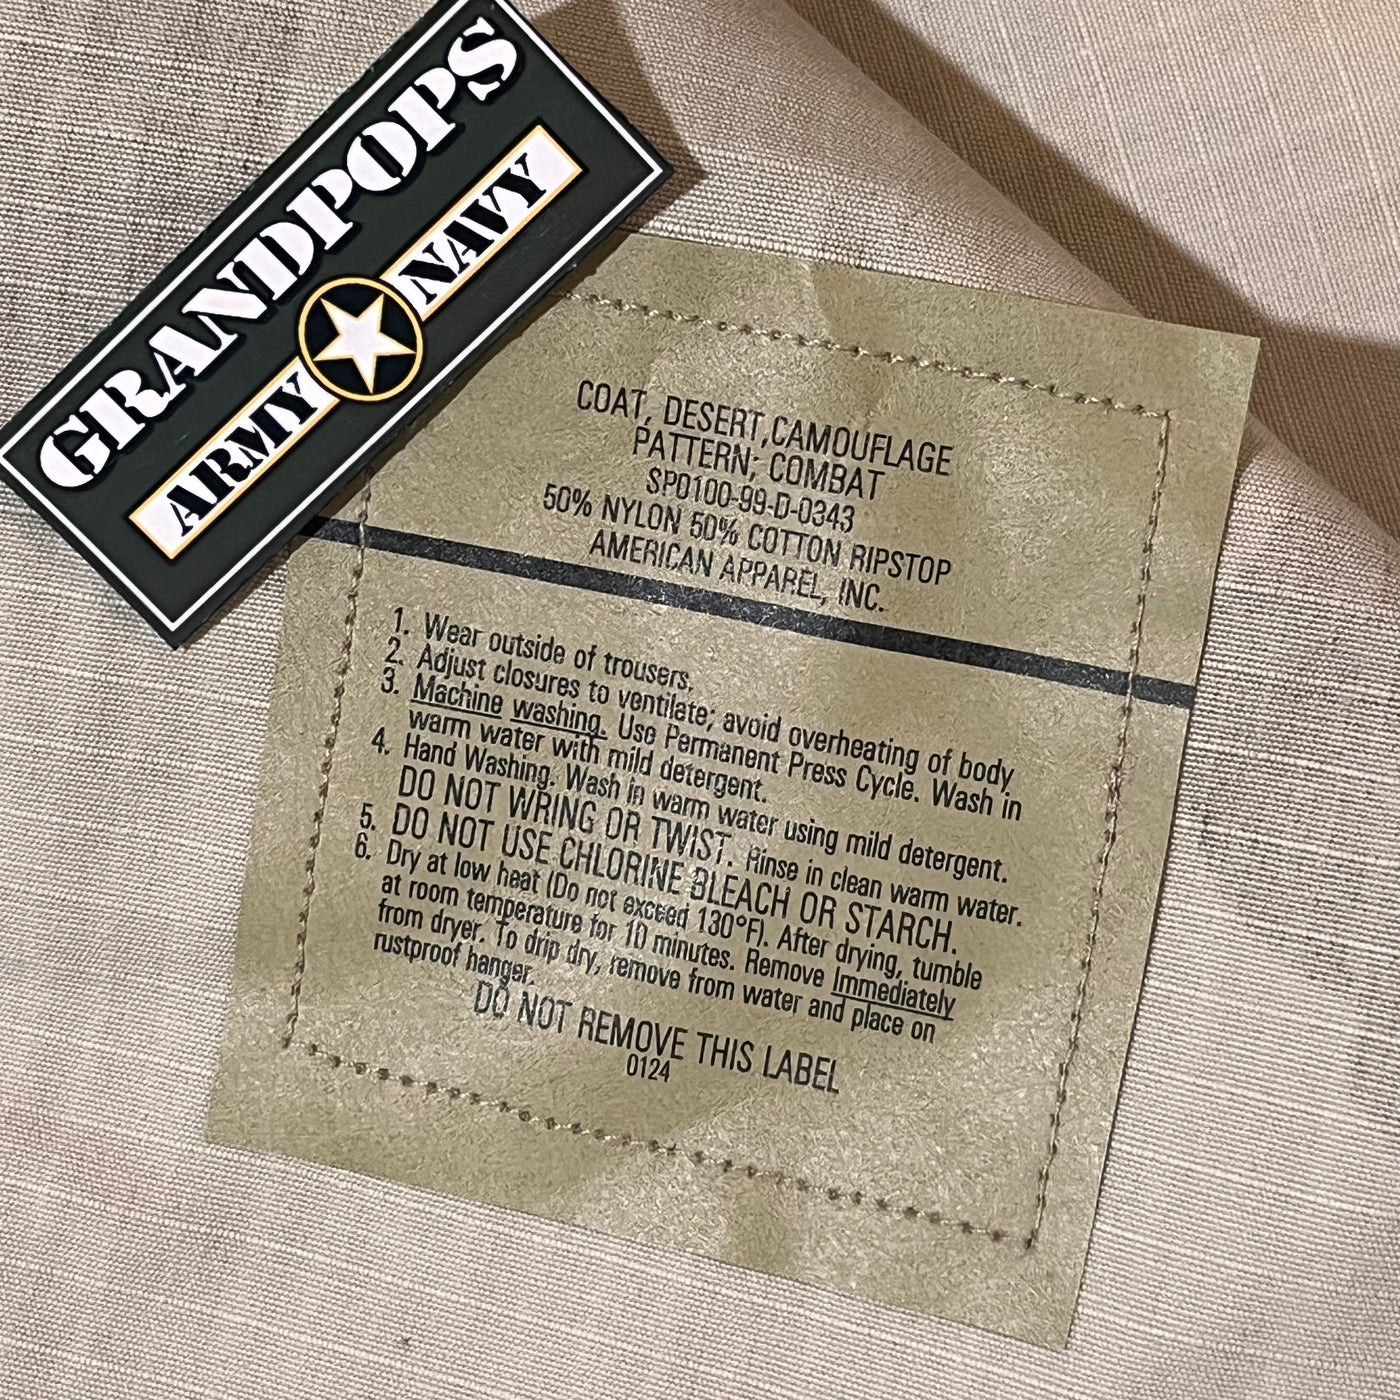 GRANDPOPS
ARMY NAVY
COAT, DESERT,CAMOUFLAGE
PATTERN; COMBAT
SP0100-99-D-0343
50% NYLON 50% COTTON RIPSTOP
AMERICAN APPAREL, INC.
1. Wear outside of trousers.
2. Adjust closures to ventilate; avoid overheating of body
3. Machine washing. Use Permanent Press Cycle. Wash in
warm water with mild detergent.
4. Hand Washing. Wash in warm water using mild detergent.
DO NOT WRING OR TWIST. Rinse in clean warm water.
5. DO NOT USE CHLORINE BLEACH OR STARCH.
6. Dry at low heat (Do not exceed 130°F). After drying, tumble
at room temperature for 10 minutes. Remove Immediately
from dryer. To drip dry, remove from water and place on
rustproof hanger.
DO NOT REMOVE THIS LABEL
0124